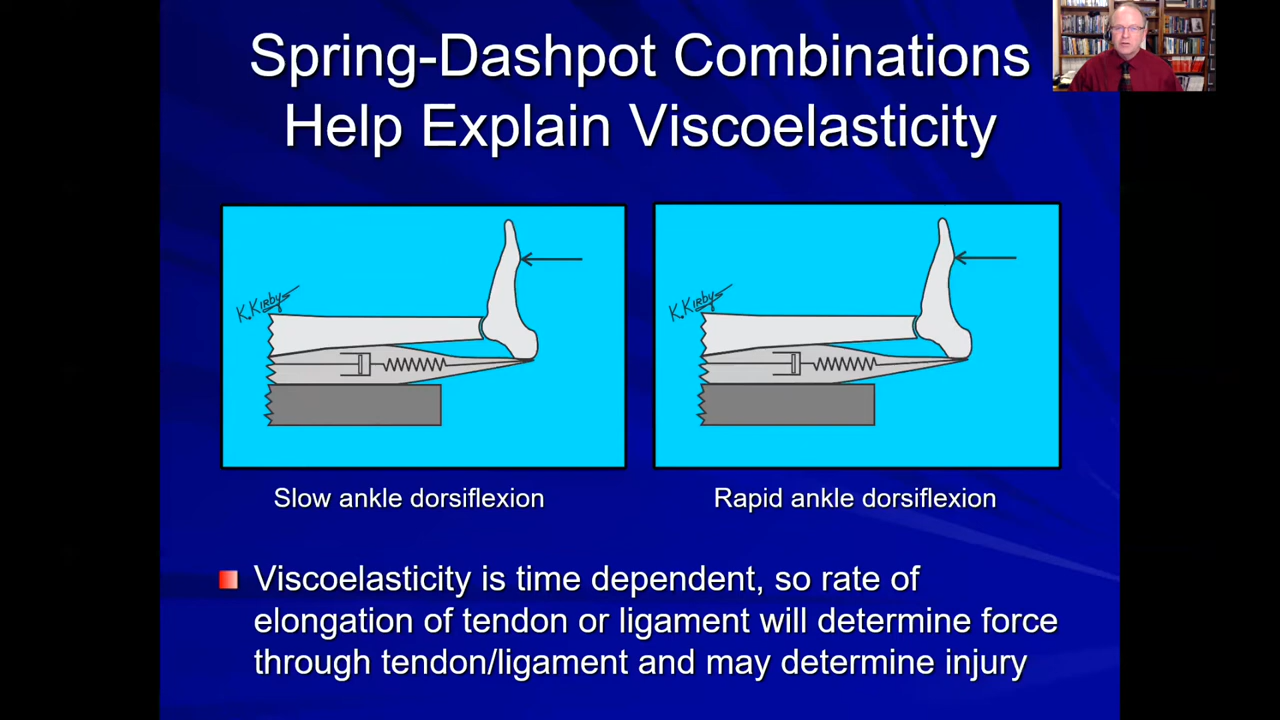 Spring-Dashpot Combinations
Help Explain Viscoelasticity
K.Kirby
K.Kirby
Slow ankle dorsiflexion
Rapid ankle dorsiflexion
Viscoelasticity is time dependent, so rate of
elongation of tendon or ligament will determine force
through tendon/ligament and may determine injury